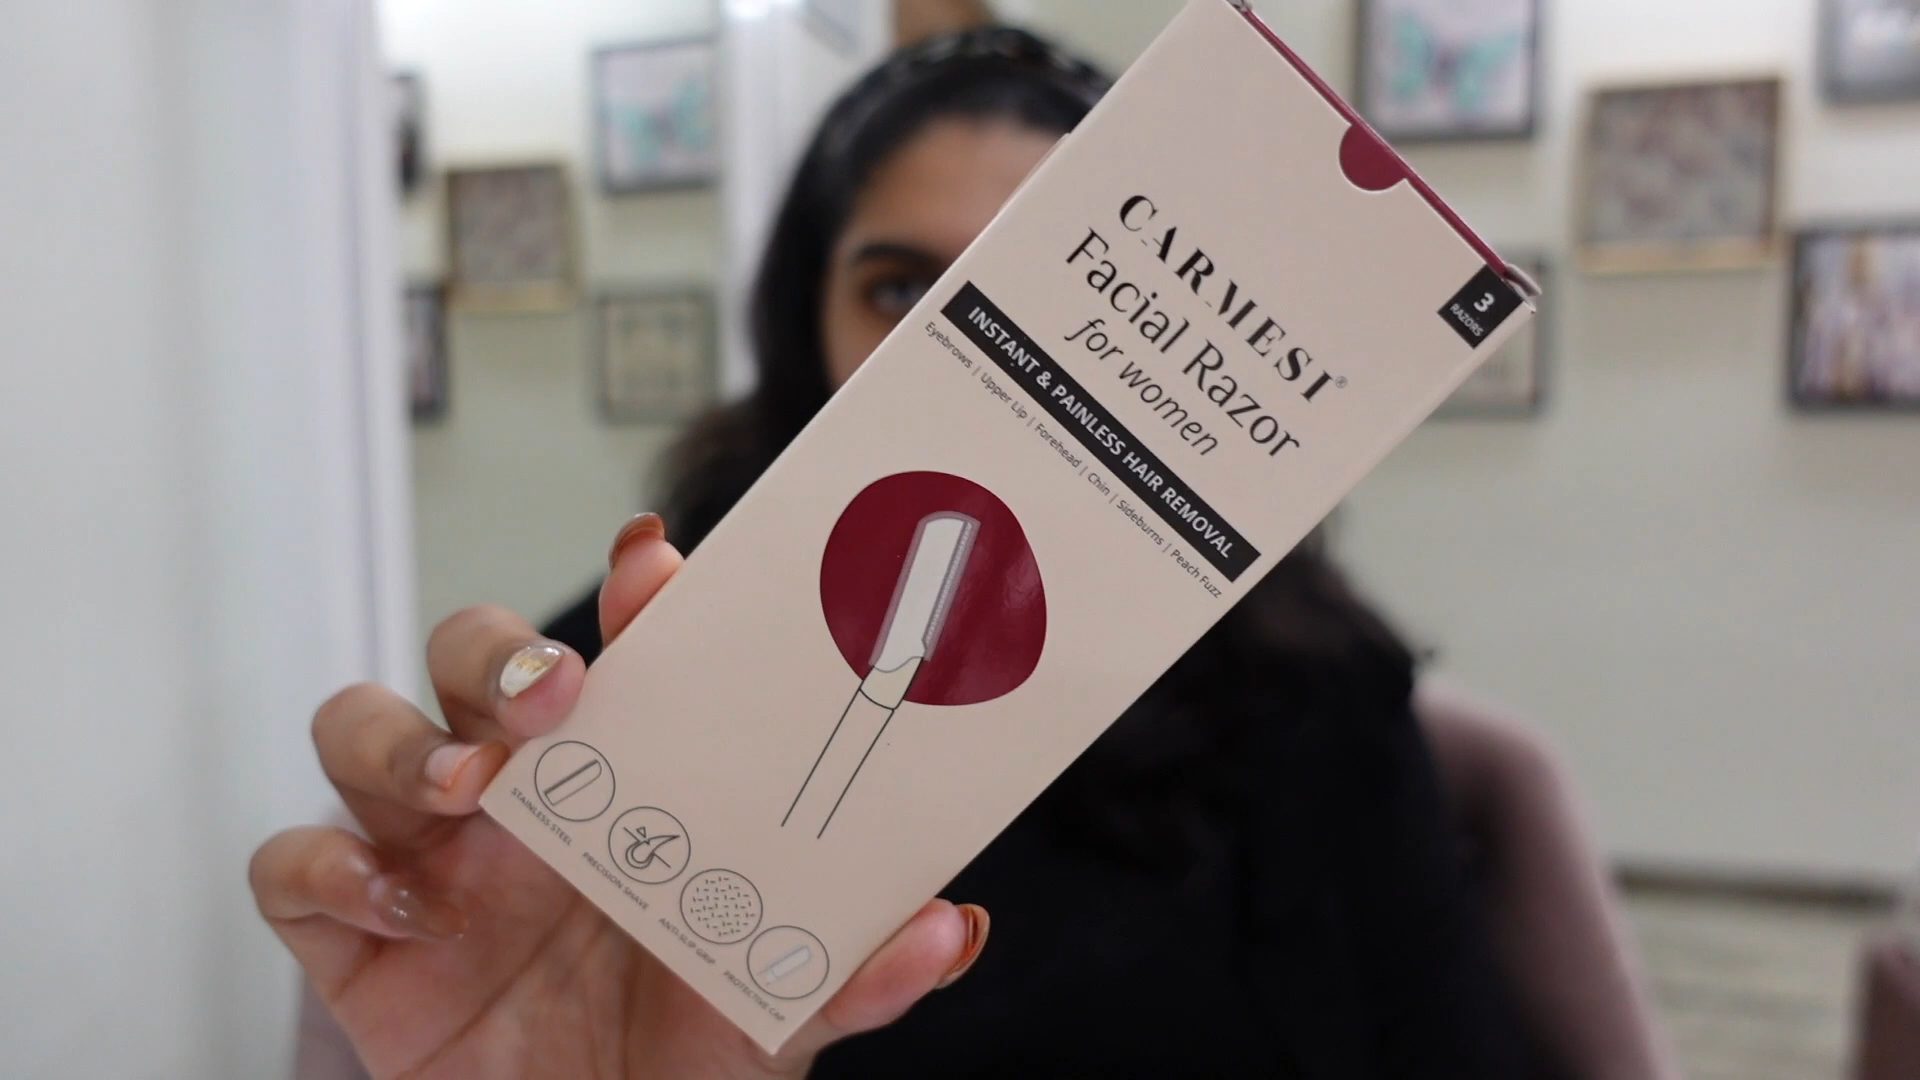 CARMESI®
Facial Razor
for women
INSTANT & PAINLESS HAIR REMOVAL
Eyebrows | Upper Lip | Forehead | Chin | Sideburns | Peach Fuzz
3
RAZORS
STAINLESS STEEL
PRECISION SHAVE
ANTI-SLIP GRIP
PROTECTIVE CAP